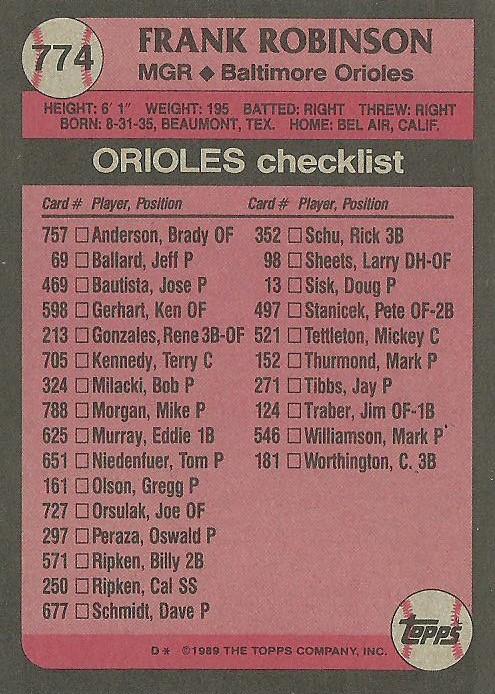 774
FRANK ROBINSON
MGR ◆ Baltimore Orioles
HEIGHT: 6' 1" WEIGHT: 195 BATTED: RIGHT THREW: RIGHT
BORN: 8-31-35, BEAUMONT, TEX. HOME: BEL AIR, CALIF.
ORIOLES checklist
Card # Player, Position
757 □ Anderson, Brady OF
69 □ Ballard, Jeff P
469 □ Bautista, Jose P
598 □ Gerhart, Ken OF
213 □ Gonzales, Rene 3B-OF
705 □ Kennedy, Terry C
324 □ Milacki, Bob P
788 □ Morgan, Mike P
625 □ Murray, Eddie 1B
651 □ Niedenfuer, Tom P
161 □ Olson, Gregg P
727 □ Orsulak, Joe OF
297 □ Peraza, Oswald P
571 □ Ripken, Billy 2B
250 □ Ripken, Cal SS
677 □ Schmidt, Dave P
Card # Player, Position
352 □ Schu, Rick 3B
98 □ Sheets, Larry DH-OF
13 □ Sisk, Doug P
497 □ Stanicek, Pete OF-2B
521 □ Tettleton, Mickey C
152 □ Thurmond, Mark P
271 □ Tibbs, Jay P
124 □ Traber, Jim OF-1B
546 □ Williamson, Mark P
181 □ Worthington, C. 3B
TOPPS
D* ©1989 THE TOPPS COMPANY, INC.